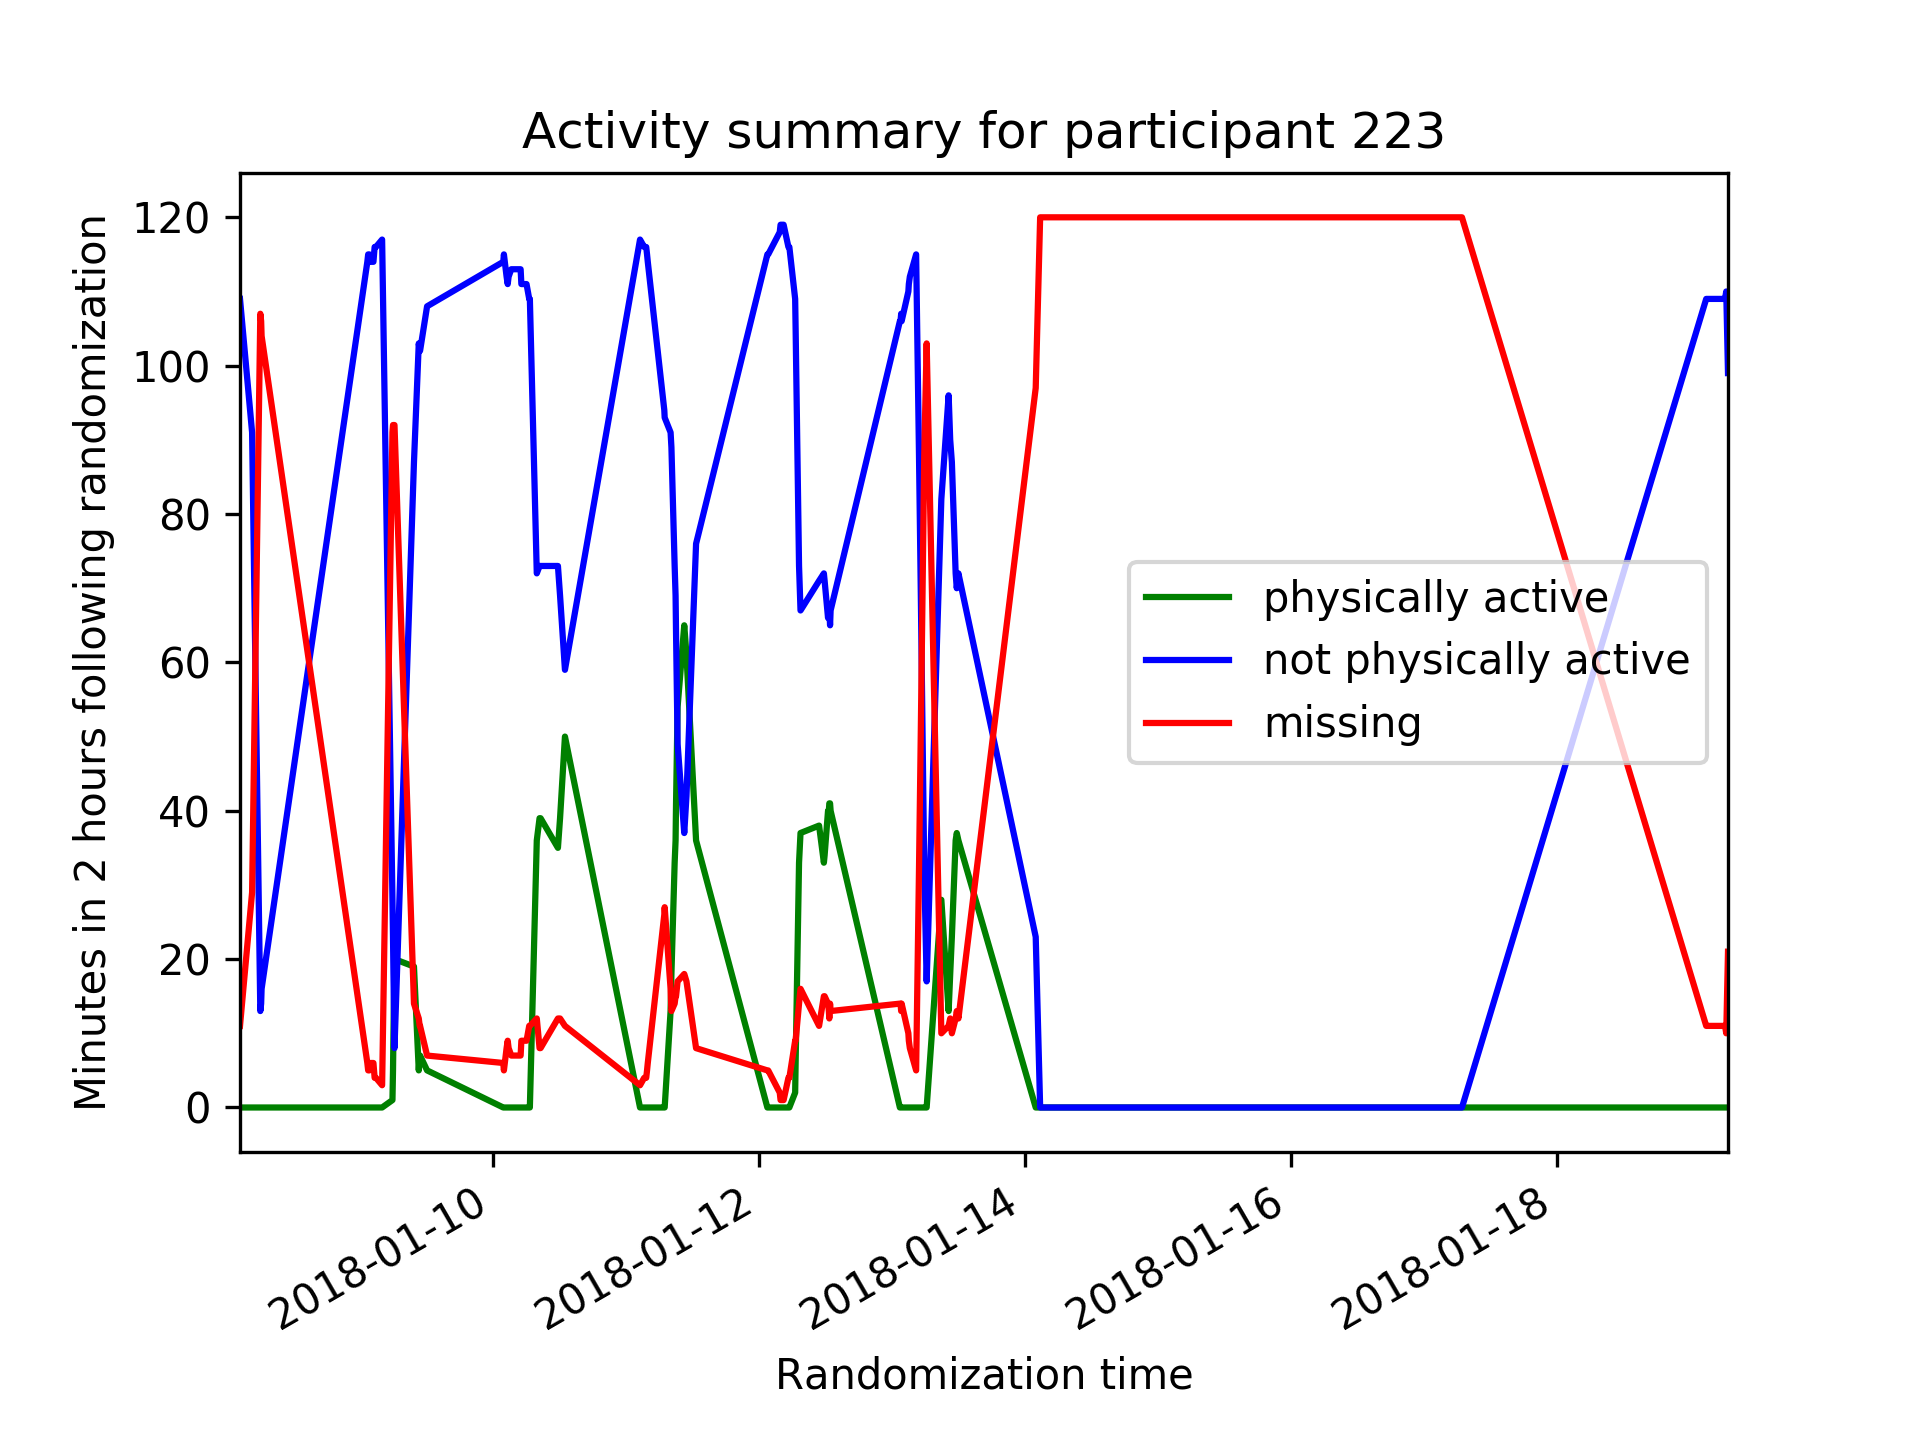 Activity summary for participant 223
Minutes in 2 hours following randomization
120
100
80
60
40
20
0
physically active
not physically active
missing
2018-01-10
2018-01-12
2018-01-14
2018-01-16
2018-01-18
Randomization time